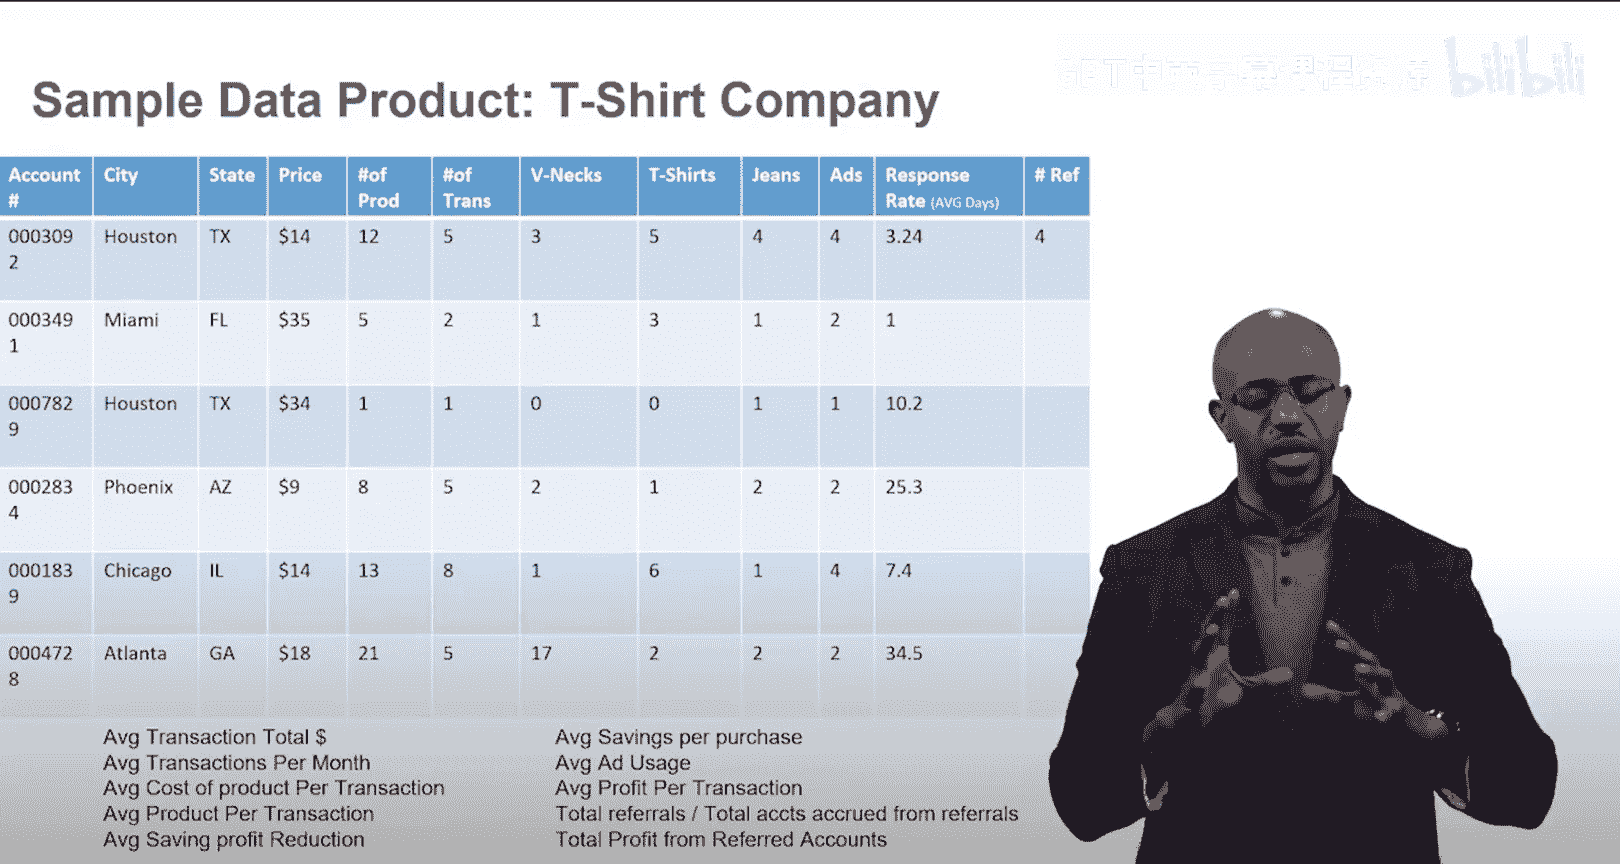 bilibili
Sample Data Product: T-Shirt Company
Account # City State Price #of Prod #of Trans V-Necks T-Shirts Jeans Ads Response Rate (AVG Days) # Ref
0003092 Houston TX $14 12 5 3 5 4 4 3.24 4
0003491 Miami FL $35 5 2 1 3 1 2 1
0007829 Houston TX $34 1 1 0 0 1 1 10.2
0002834 Phoenix AZ $9 8 5 2 1 2 2 25.3
0001839 Chicago IL $14 13 8 1 6 1 4 7.4
0004728 Atlanta GA $18 21 5 17 2 2 2 34.5
Avg Transaction Total $
Avg Transactions Per Month
Avg Cost of product Per Transaction
Avg Product Per Transaction
Avg Saving profit Reduction
Avg Savings per purchase
Avg Ad Usage
Avg Profit Per Transaction
Total referrals / Total accts accrued from referrals
Total Profit from Referred Accounts